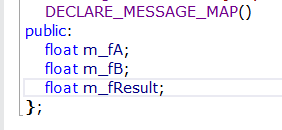 DECLARE_MESSAGE_MAP()
public:
float m_fA;
float m_fB;
float m_fResult;
};